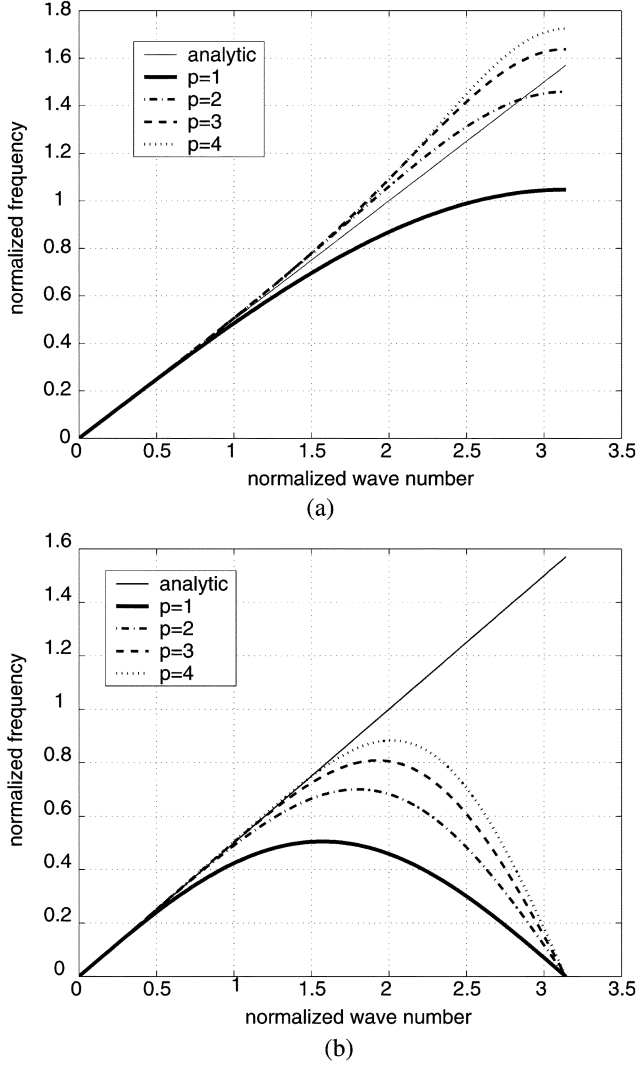 1.8
1.6
1.4
1.2
1
0.8
0.6
0.4
0.2
0
normalized frequency
analytic
p=1
p=2
p=3
p=4
0 0.5 1 1.5 2 2.5 3 3.5
normalized wave number
(a)
1.6
1.4
1.2
1
0.8
0.6
0.4
0.2
0
normalized frequency
analytic
p=1
p=2
p=3
p=4
0 0.5 1 1.5 2 2.5 3 3.5
normalized wave number
(b)